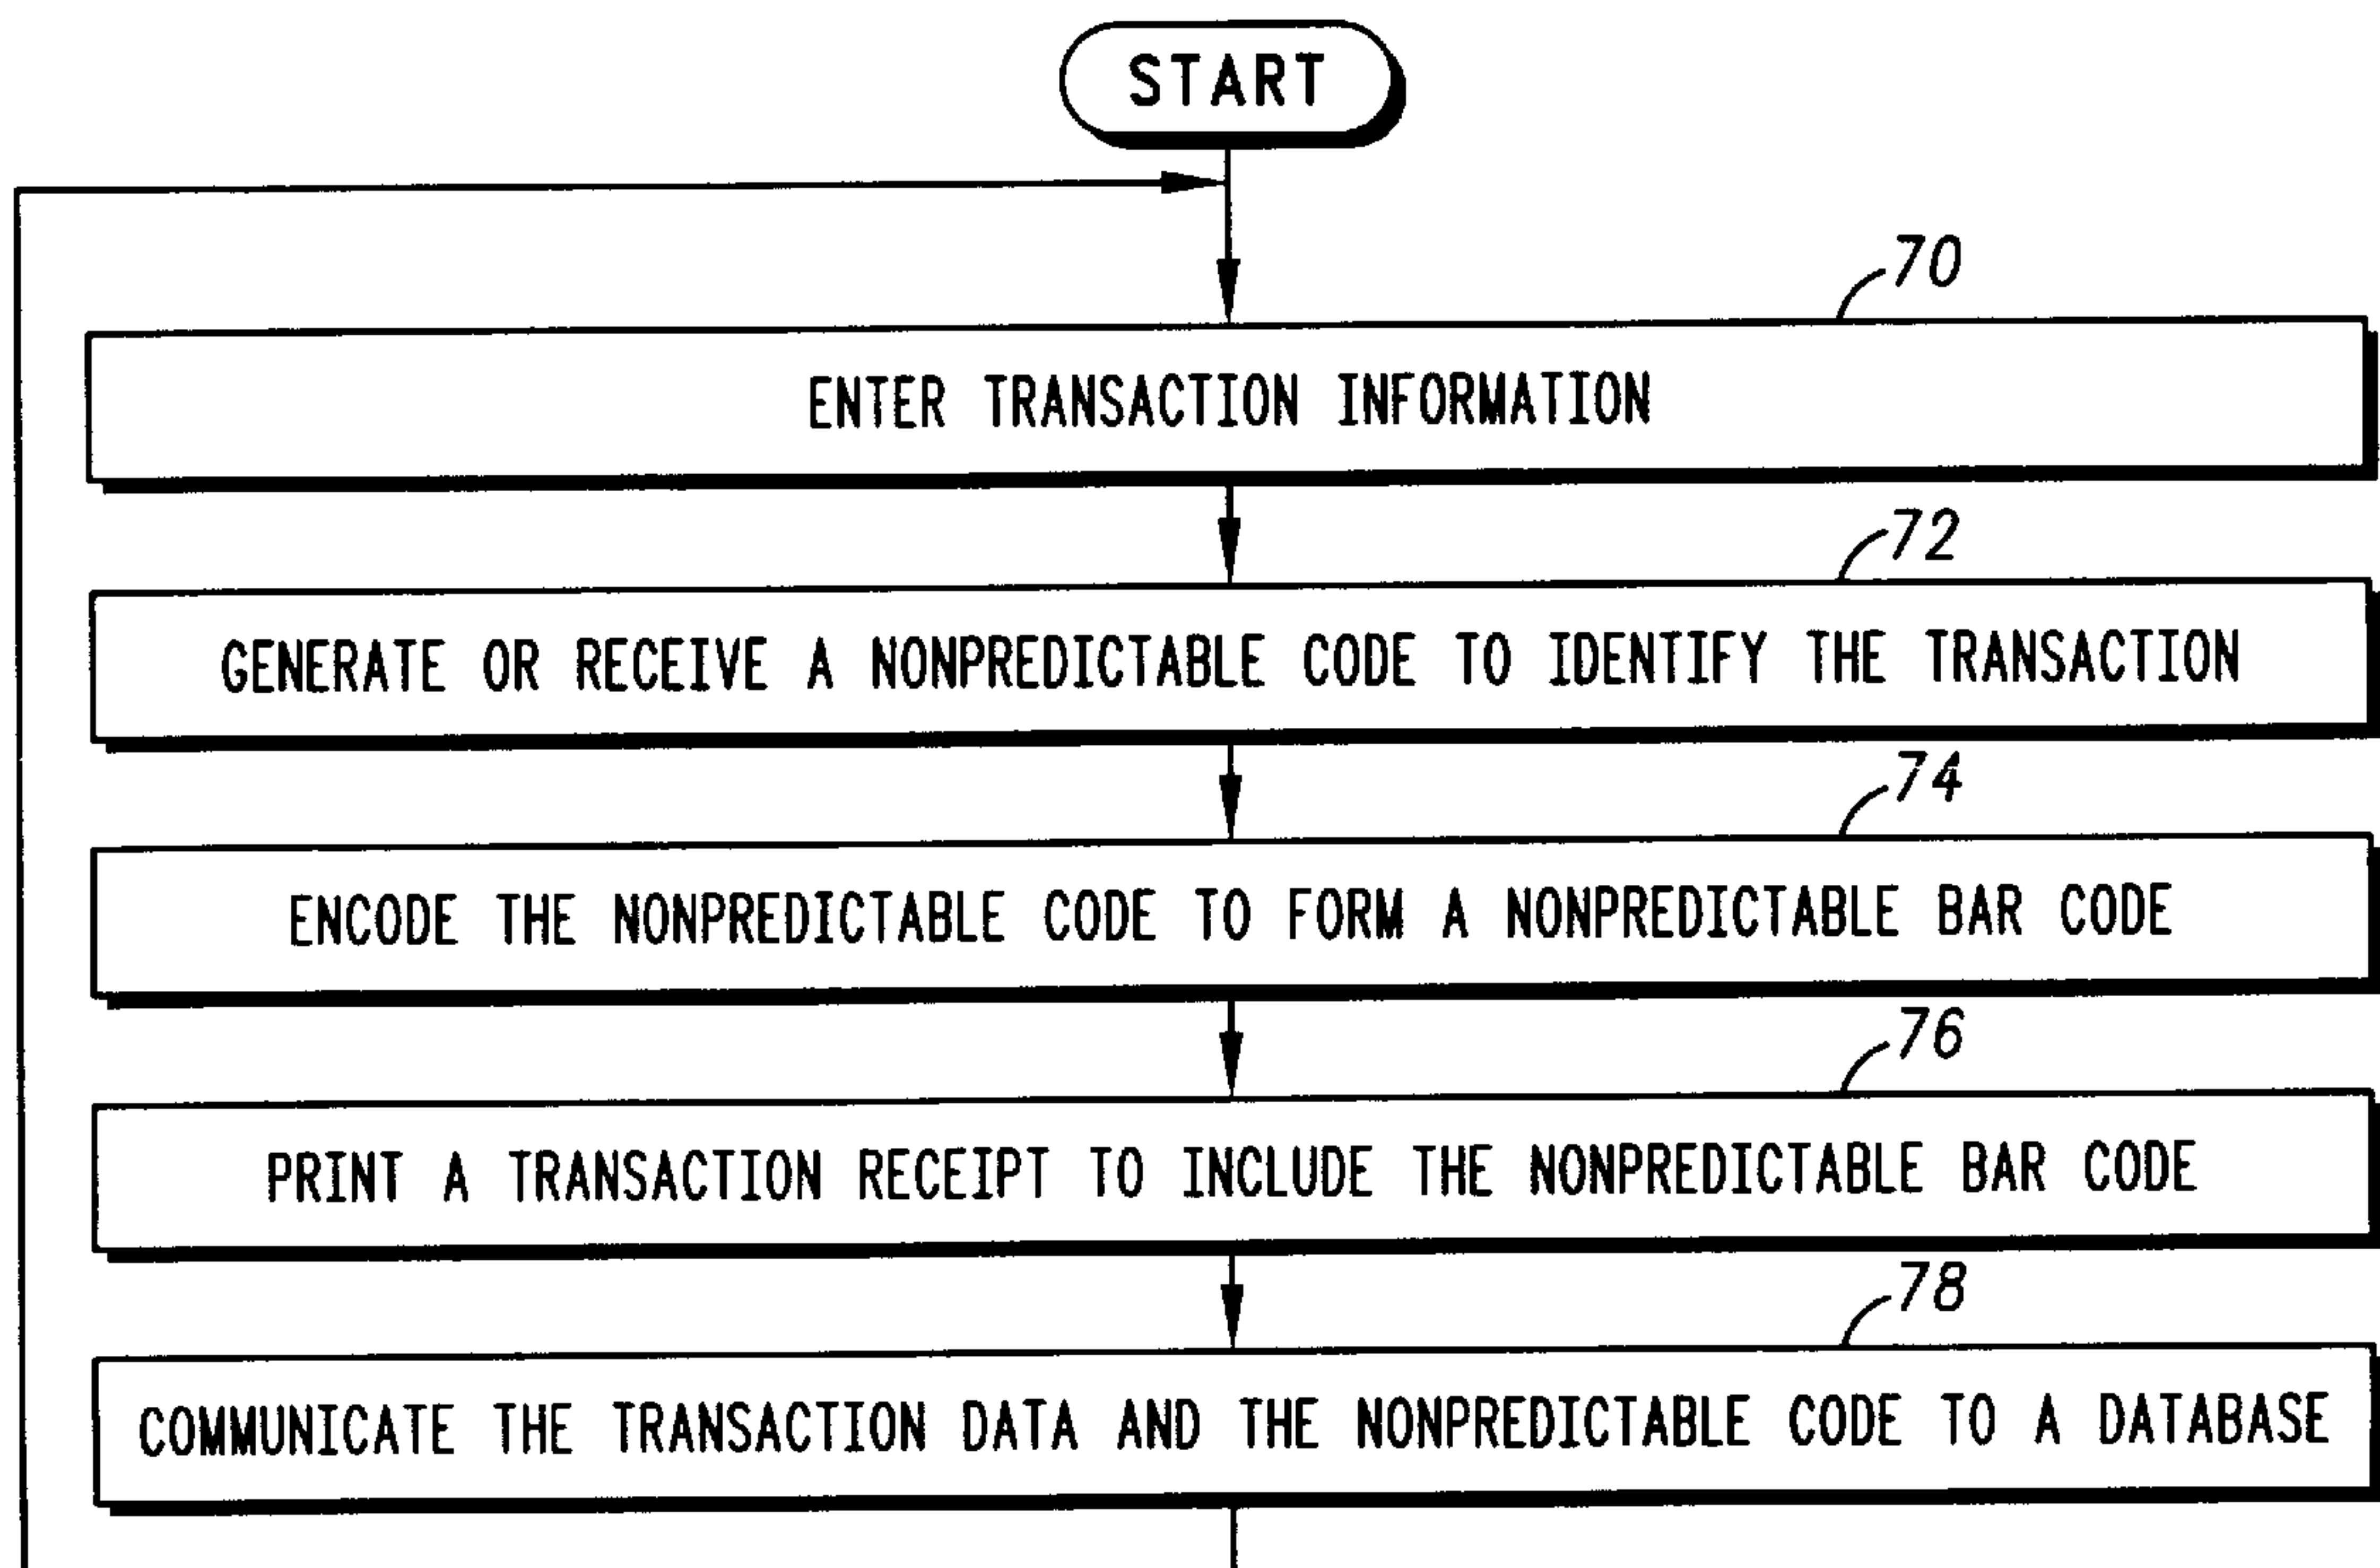 START
70
ENTER TRANSACTION INFORMATION
72
GENERATE OR RECEIVE A NONPREDICTABLE CODE TO IDENTIFY THE TRANSACTION
74
ENCODE THE NONPREDICTABLE CODE TO FORM A NONPREDICTABLE BAR CODE
76
PRINT A TRANSACTION RECEIPT TO INCLUDE THE NONPREDICTABLE BAR CODE
78
COMMUNICATE THE TRANSACTION DATA AND THE NONPREDICTABLE CODE TO A DATABASE